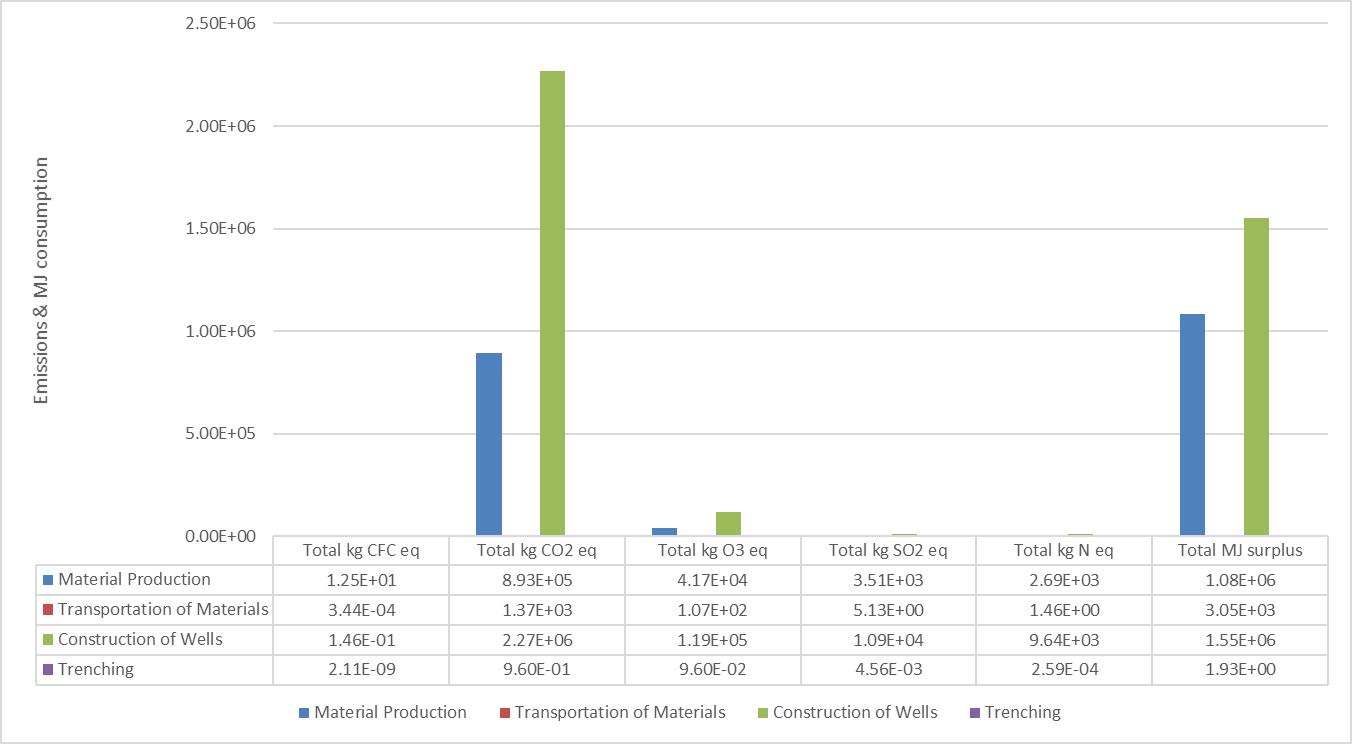 2.50E+06
2.00E+06
1.50E+06
1.00E+06
5.00E+05
0.00E+00
Emissions & MJ consumption
Total kg CFC eq Total kg CO2 eq Total kg O3 eq Total kg SO2 eq Total kg N eq Total MJ surplus
Material Production 1.25E+01 8.93E+05 4.17E+04 3.51E+03 2.69E+03 1.08E+06
Transportation of Materials 3.44E-04 1.37E+03 1.07E+02 5.13E+00 1.46E+00 3.05E+03
Construction of Wells 1.46E-01 2.27E+06 1.19E+05 1.09E+04 9.64E+03 1.55E+06
Trenching 2.11E-09 9.60E-01 9.60E-02 4.56E-03 2.59E-04 1.93E+00
Material Production Transportation of Materials Construction of Wells Trenching